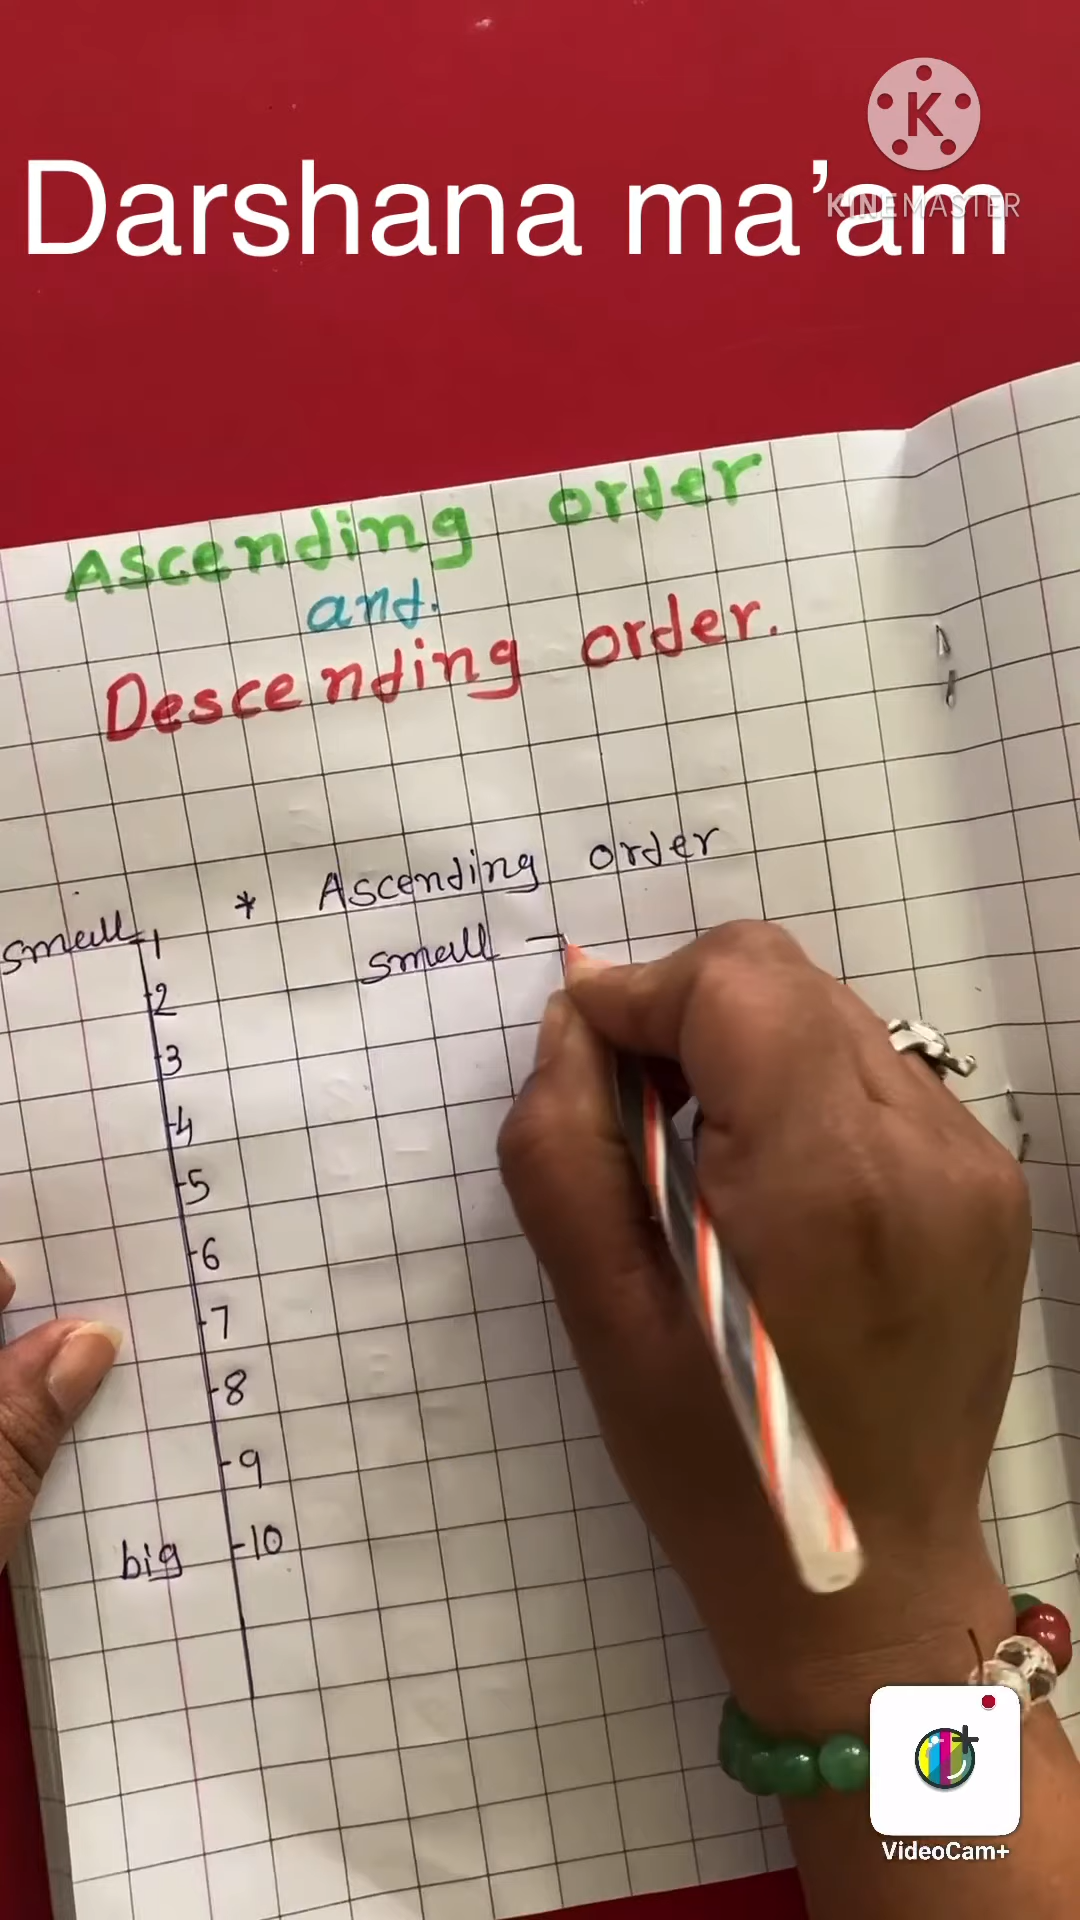 K
KINEMASTER
Darshana ma’am
Ascending order
and.
Descending order.
* Ascending order
small
small 1
2
3
4
5
6
7
8
9
big 10
VideoCam+